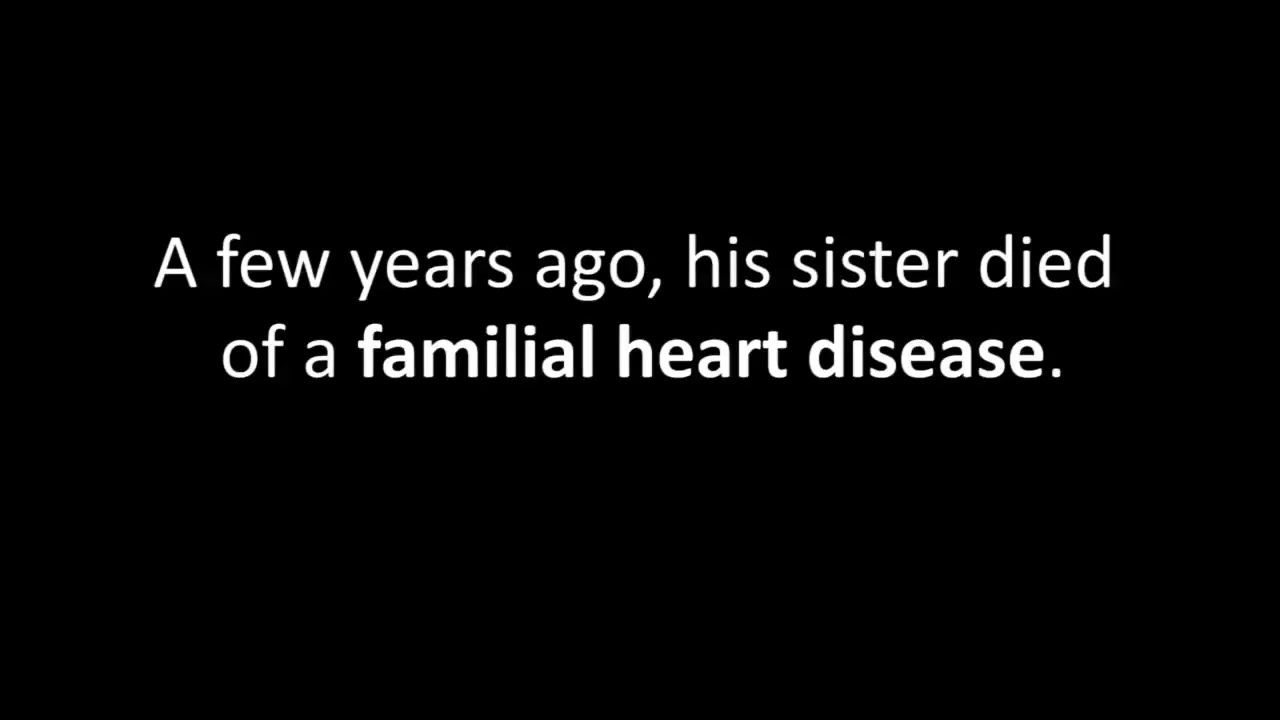 A few years ago, his sister died
of a familial heart disease.